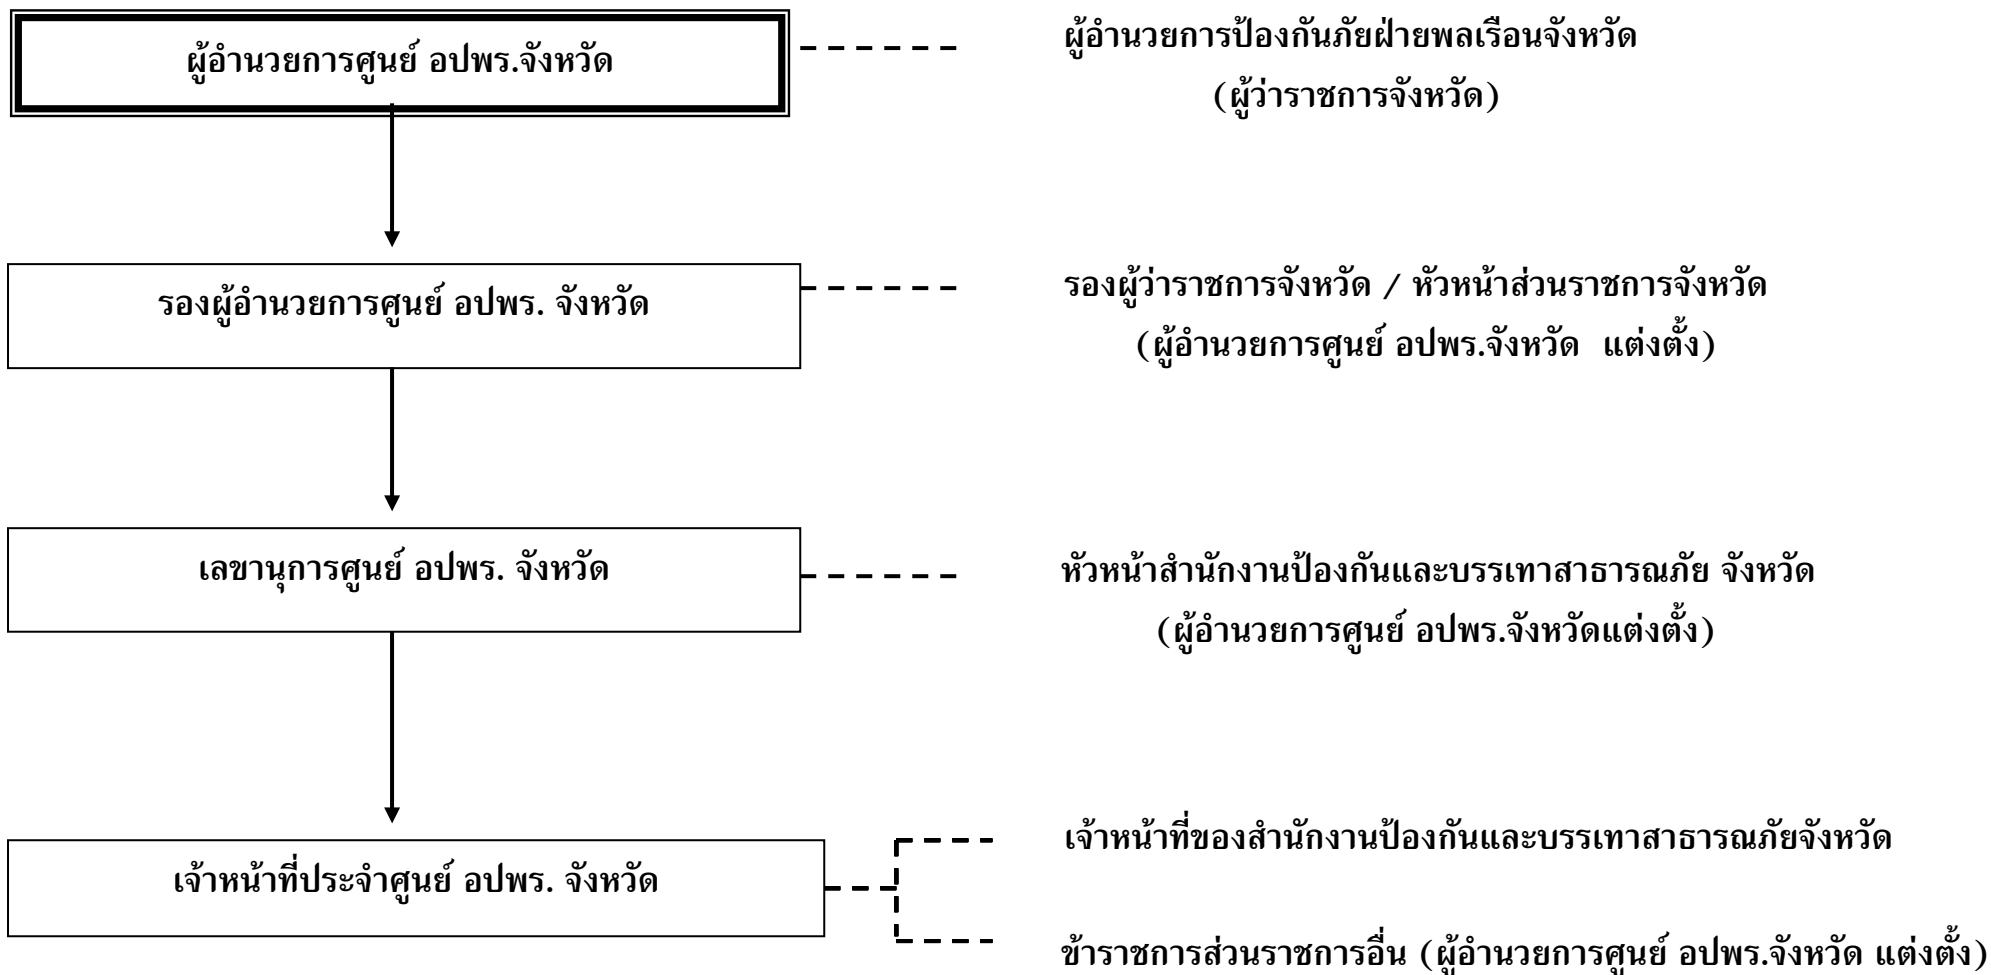 ผู้อำนวยการศูนย์ อปพร.จังหวัด
ผู้อำนวยการป้องกันภัยฝ่ายพลเรือนจังหวัด
(ผู้ว่าราชการจังหวัด)
รองผู้อำนวยการศูนย์ อปพร. จังหวัด
รองผู้ว่าราชการจังหวัด / หัวหน้าส่วนราชการจังหวัด
(ผู้อำนวยการศูนย์ อปพร.จังหวัด แต่งตั้ง)
เลขานุการศูนย์ อปพร. จังหวัด
หัวหน้าสำนักงานป้องกันและบรรเทาสาธารณภัย จังหวัด
(ผู้อำนวยการศูนย์ อปพร.จังหวัดแต่งตั้ง)
เจ้าหน้าที่ประจำศูนย์ อปพร. จังหวัด
เจ้าหน้าที่ของสำนักงานป้องกันและบรรเทาสาธารณภัยจังหวัด
ข้าราชการส่วนราชการอื่น (ผู้อำนวยการศูนย์ อปพร.จังหวัด แต่งตั้ง)